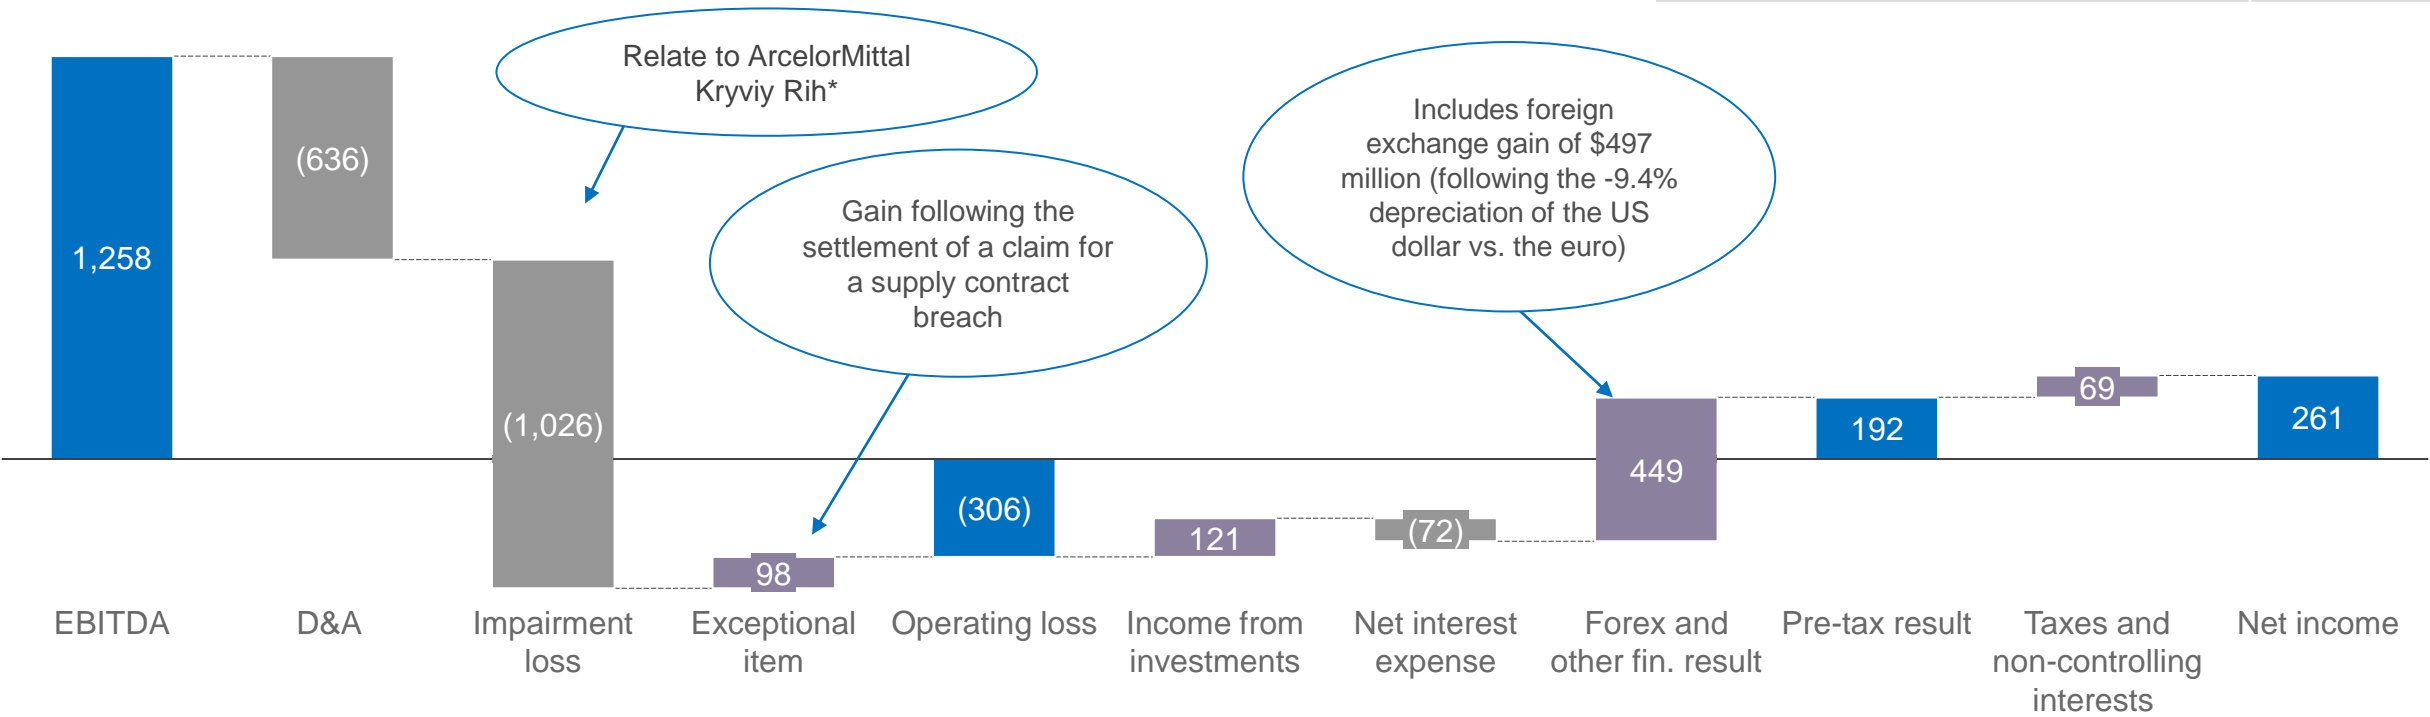 Relate to ArcelorMittal
Kryviy Rih*
Gain following the
settlement of a claim for
a supply contract
breach
Includes foreign
exchange gain of $497
million (following the -9.4%
depreciation of the US
dollar vs. the euro)
1,258
(636)
(1,026)
98
(306)
121
(72)
449
192
69
261
EBITDA
D&A
Impairment
loss
Exceptional
item
Operating loss
Income from
investments
Net interest
expense
Forex and
other fin. result
Pre-tax result
Taxes and
non-controlling
interests
Net income